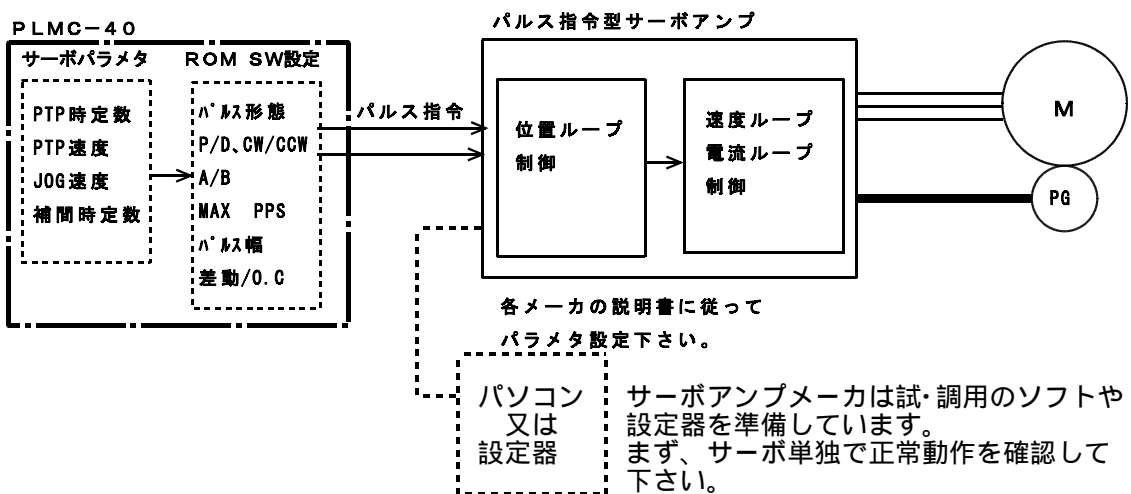 PLMC-40
サーボパラメタ
PTP時定数
PTP速度
JOG速度
補間時定数
ROM SW設定
パルス形態
P/D、CW/CCW
A/B
MAX PPS
パルス幅
差動/O.C
パルス指令
パルス指令型サーボアンプ
位置ループ
制御
速度ループ
電流ループ
制御
M
PG
各メーカの説明書に従って
パラメタ設定下さい。
パソコン
又は
設定器
サーボアンプメーカは試・調用のソフトや
設定器を準備しています。
まず、サーボ単独で正常動作を確認して
下さい。